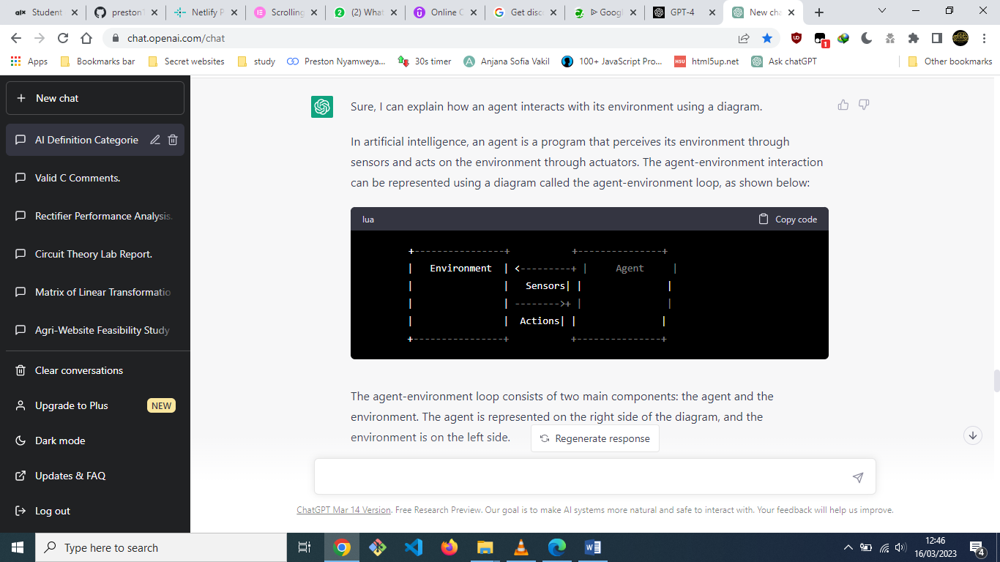 alx Student
preston1
Netlify P
Scrolling
(2) What
Online C
Get disco
Googl
GPT-4
New cha
chat.openai.com/chat
1
Apps
Bookmarks bar
Secret websites
study
Preston Nyamweya...
30s timer
Anjana Sofia Vakil
100+ JavaScript Pro...
HSU html5up.net
Ask chatGPT
Other bookmarks
+ New chat
AI Definition Categorie
Valid C Comments.
Rectifier Performance Analysis.
Circuit Theory Lab Report.
Matrix of Linear Transformatio
Agri-Website Feasibility Study
Clear conversations
Upgrade to Plus NEW
Dark mode
Updates & FAQ
Log out
Sure, I can explain how an agent interacts with its environment using a diagram.
In artificial intelligence, an agent is a program that perceives its environment through
sensors and acts on the environment through actuators. The agent-environment interaction
can be represented using a diagram called the agent-environment loop, as shown below:
lua Copy code
+----------------+ +---------------+
| Environment | <---------+ | Agent |
| | Sensors| | |
| | -------->+ | |
| | Actions| | |
+----------------+ +---------------+
The agent-environment loop consists of two main components: the agent and the
environment. The agent is represented on the right side of the diagram, and the
environment is on the left side.
Regenerate response
ChatGPT Mar 14 Version. Free Research Preview. Our goal is to make AI systems more natural and safe to interact with. Your feedback will help us improve.
Type here to search
12:46
16/03/2023
4